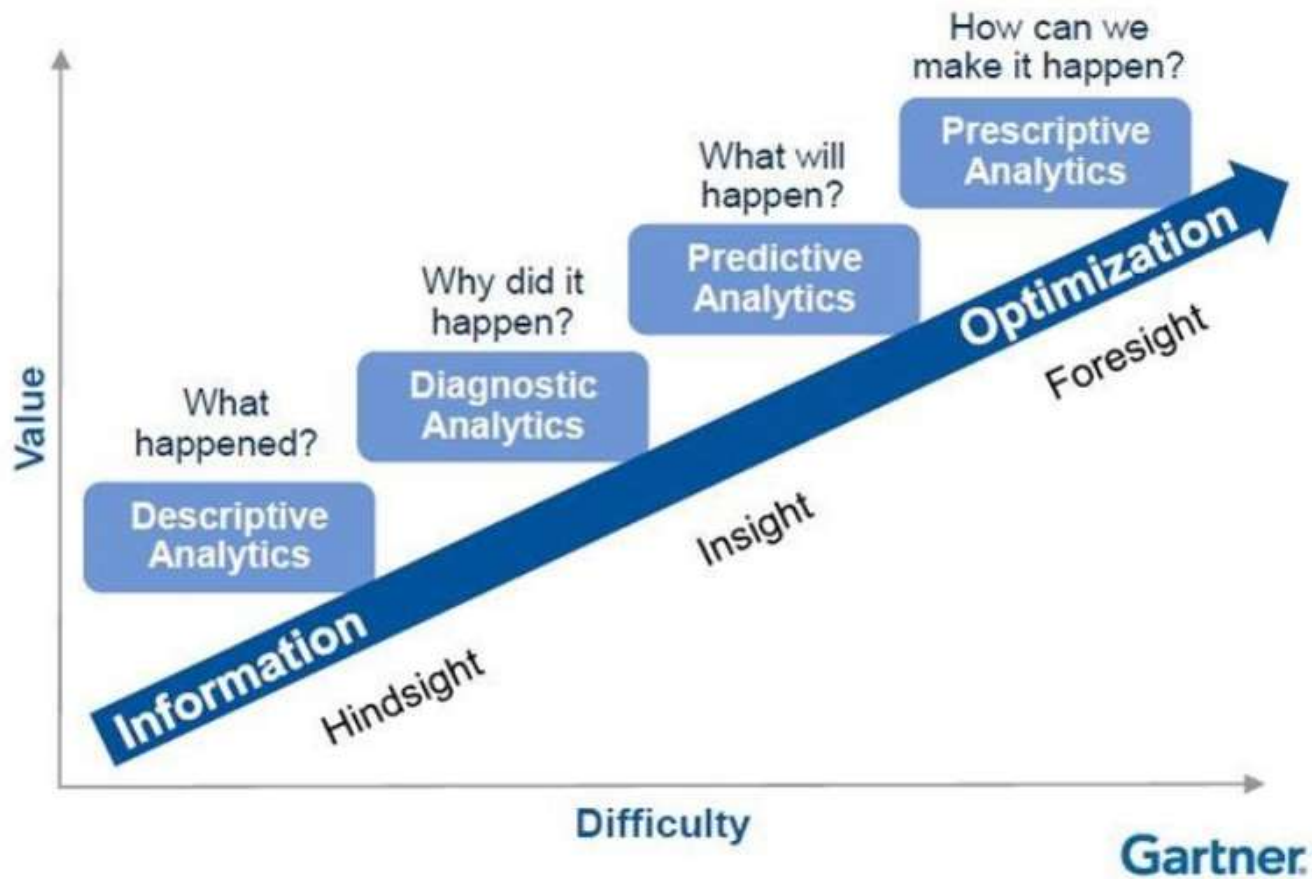 How can we
make it happen?
Prescriptive
Analytics
What will
happen?
Predictive
Analytics
Why did it
happen?
Diagnostic
Analytics
What
happened?
Descriptive
Analytics
Value
Information
Optimization
Hindsight
Insight
Foresight
Difficulty
Gartner.